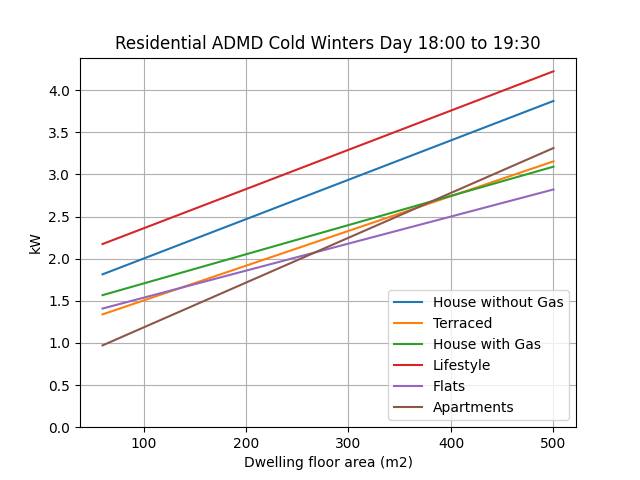 Residential ADMD Cold Winters Day 18:00 to 19:30
kW
4.0
3.5
3.0
2.5
2.0
1.5
1.0
0.5
0.0
House without Gas
Terraced
House with Gas
Lifestyle
Flats
Apartments
100 200 300 400 500
Dwelling floor area (m2)